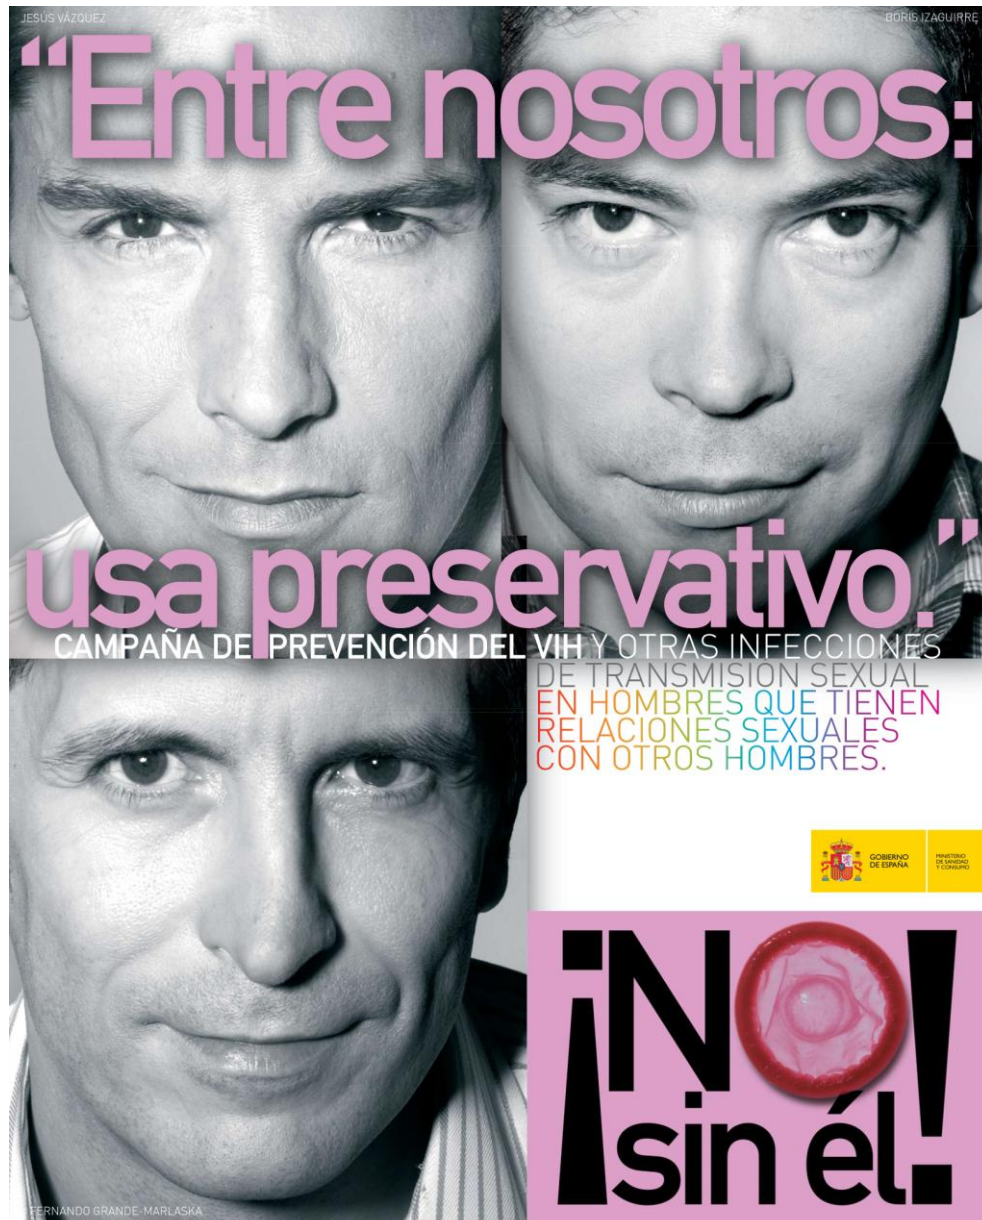 JESÚS VÁZQUEZ
BORIS IZAGUIRRE
“Entre nosotros:
usa preservativo.”
CAMPAÑA DE PREVENCIÓN DEL VIH Y OTRAS INFECCIONES
DE TRANSMISIÓN SEXUAL
EN HOMBRES QUE TIENEN
RELACIONES SEXUALES
CON OTROS HOMBRES.
GOBIERNO
DE ESPAÑA
MINISTERIO
DE SANIDAD
Y CONSUMO
¡NO
sin él!
FERNANDO GRANDE-MARLASKA